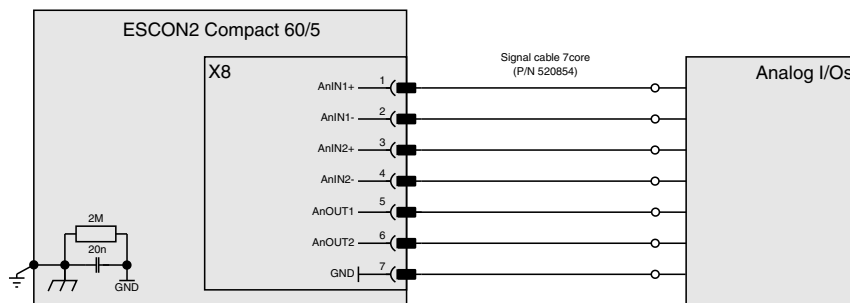 ESCON2 Compact 60/5
Signal cable 7core
(P/N 520854)
X8
Analog I/Os
AnIN1+ 1
AnIN1- 2
AnIN2+ 3
AnIN2- 4
AnOUT1 5
AnOUT2 6
GND 7
2M
20n
GND